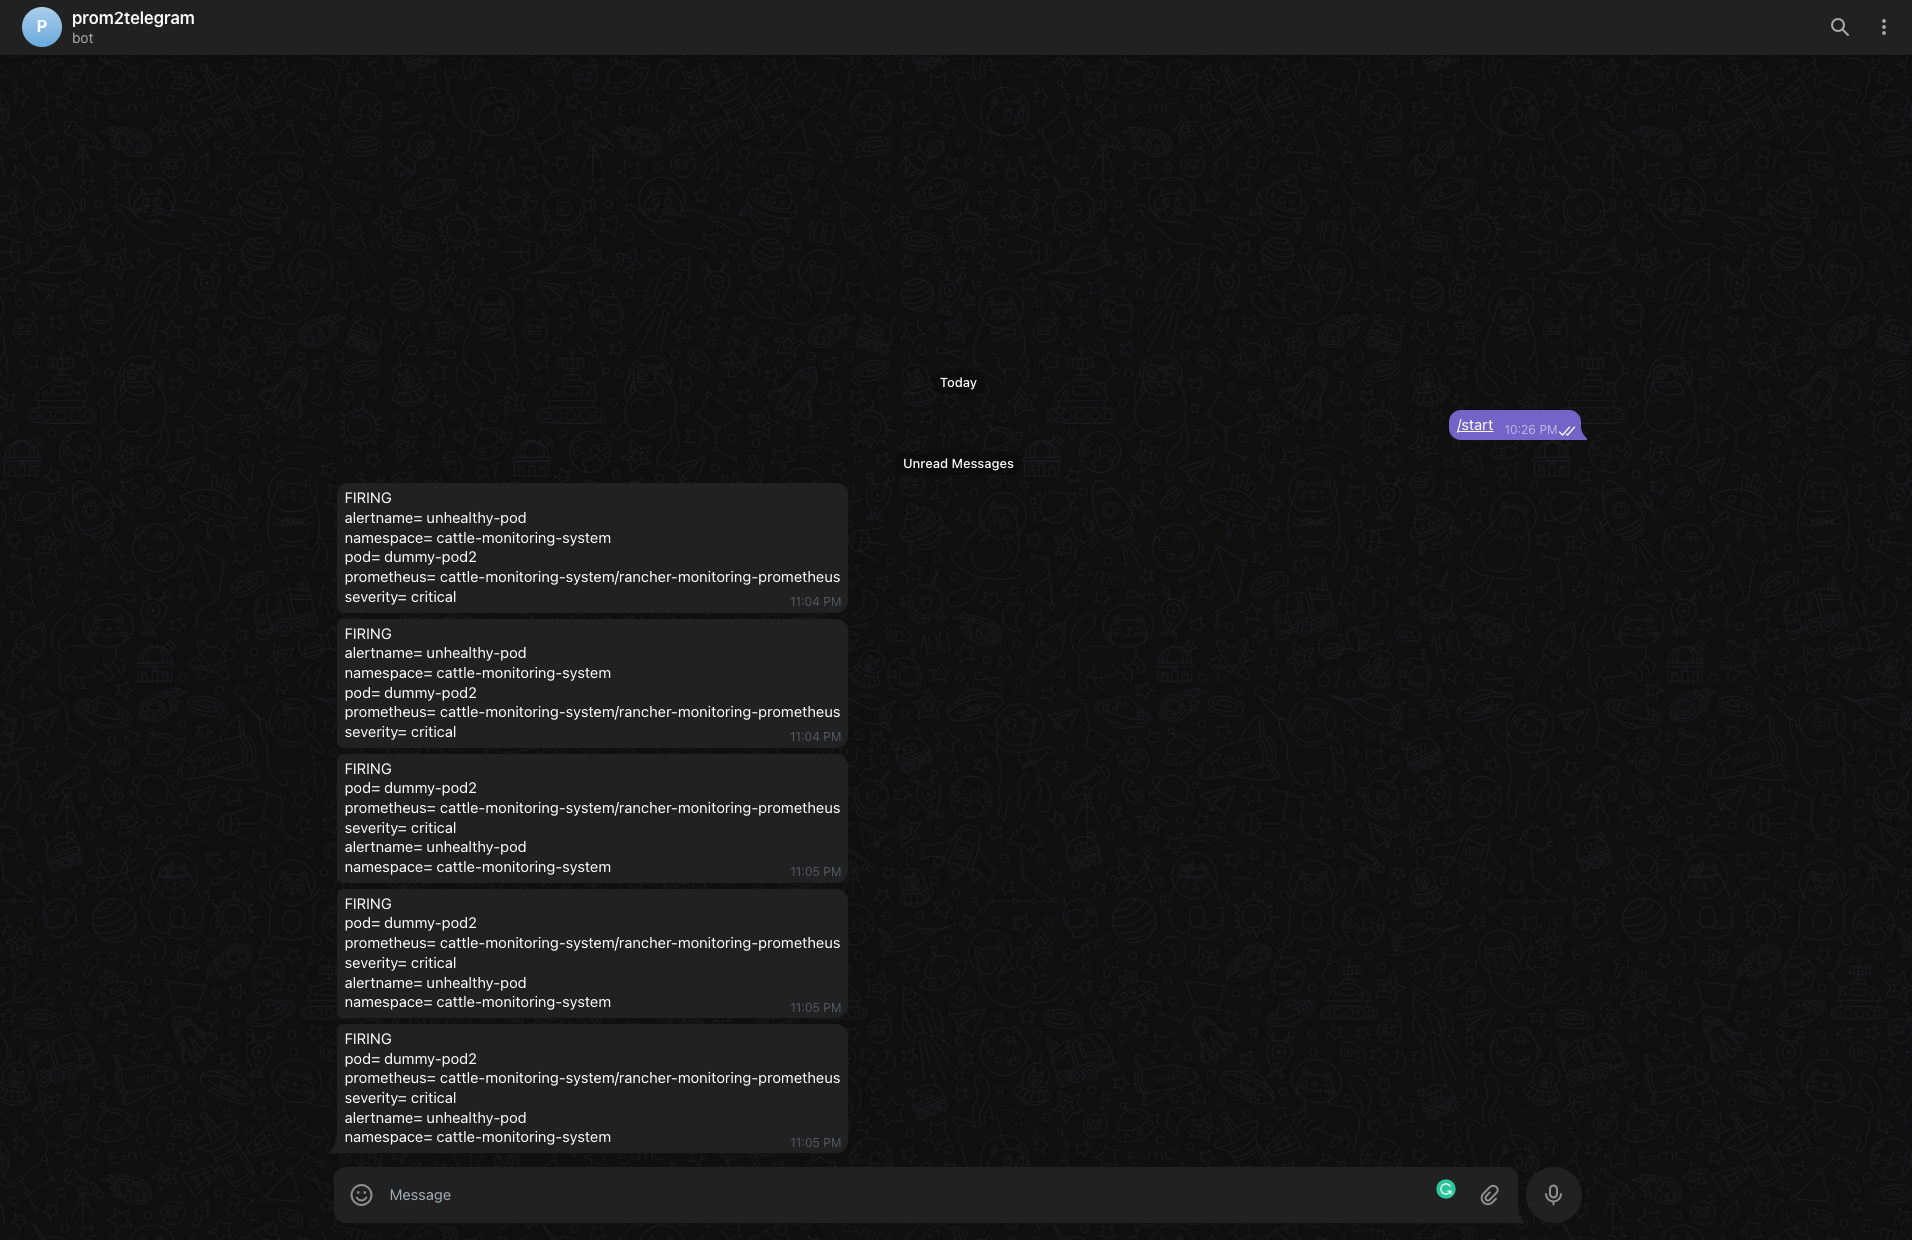 P
prom2telegram
bot
Today
/start 10:26 PM
Unread Messages
FIRING
alertname= unhealthy-pod
namespace= cattle-monitoring-system
pod= dummy-pod2
prometheus= cattle-monitoring-system/rancher-monitoring-prometheus
severity= critical 11:04 PM
FIRING
alertname= unhealthy-pod
namespace= cattle-monitoring-system
pod= dummy-pod2
prometheus= cattle-monitoring-system/rancher-monitoring-prometheus
severity= critical 11:04 PM
FIRING
pod= dummy-pod2
prometheus= cattle-monitoring-system/rancher-monitoring-prometheus
severity= critical
alertname= unhealthy-pod
namespace= cattle-monitoring-system 11:05 PM
FIRING
pod= dummy-pod2
prometheus= cattle-monitoring-system/rancher-monitoring-prometheus
severity= critical
alertname= unhealthy-pod
namespace= cattle-monitoring-system 11:05 PM
FIRING
pod= dummy-pod2
prometheus= cattle-monitoring-system/rancher-monitoring-prometheus
severity= critical
alertname= unhealthy-pod
namespace= cattle-monitoring-system 11:05 PM
Message